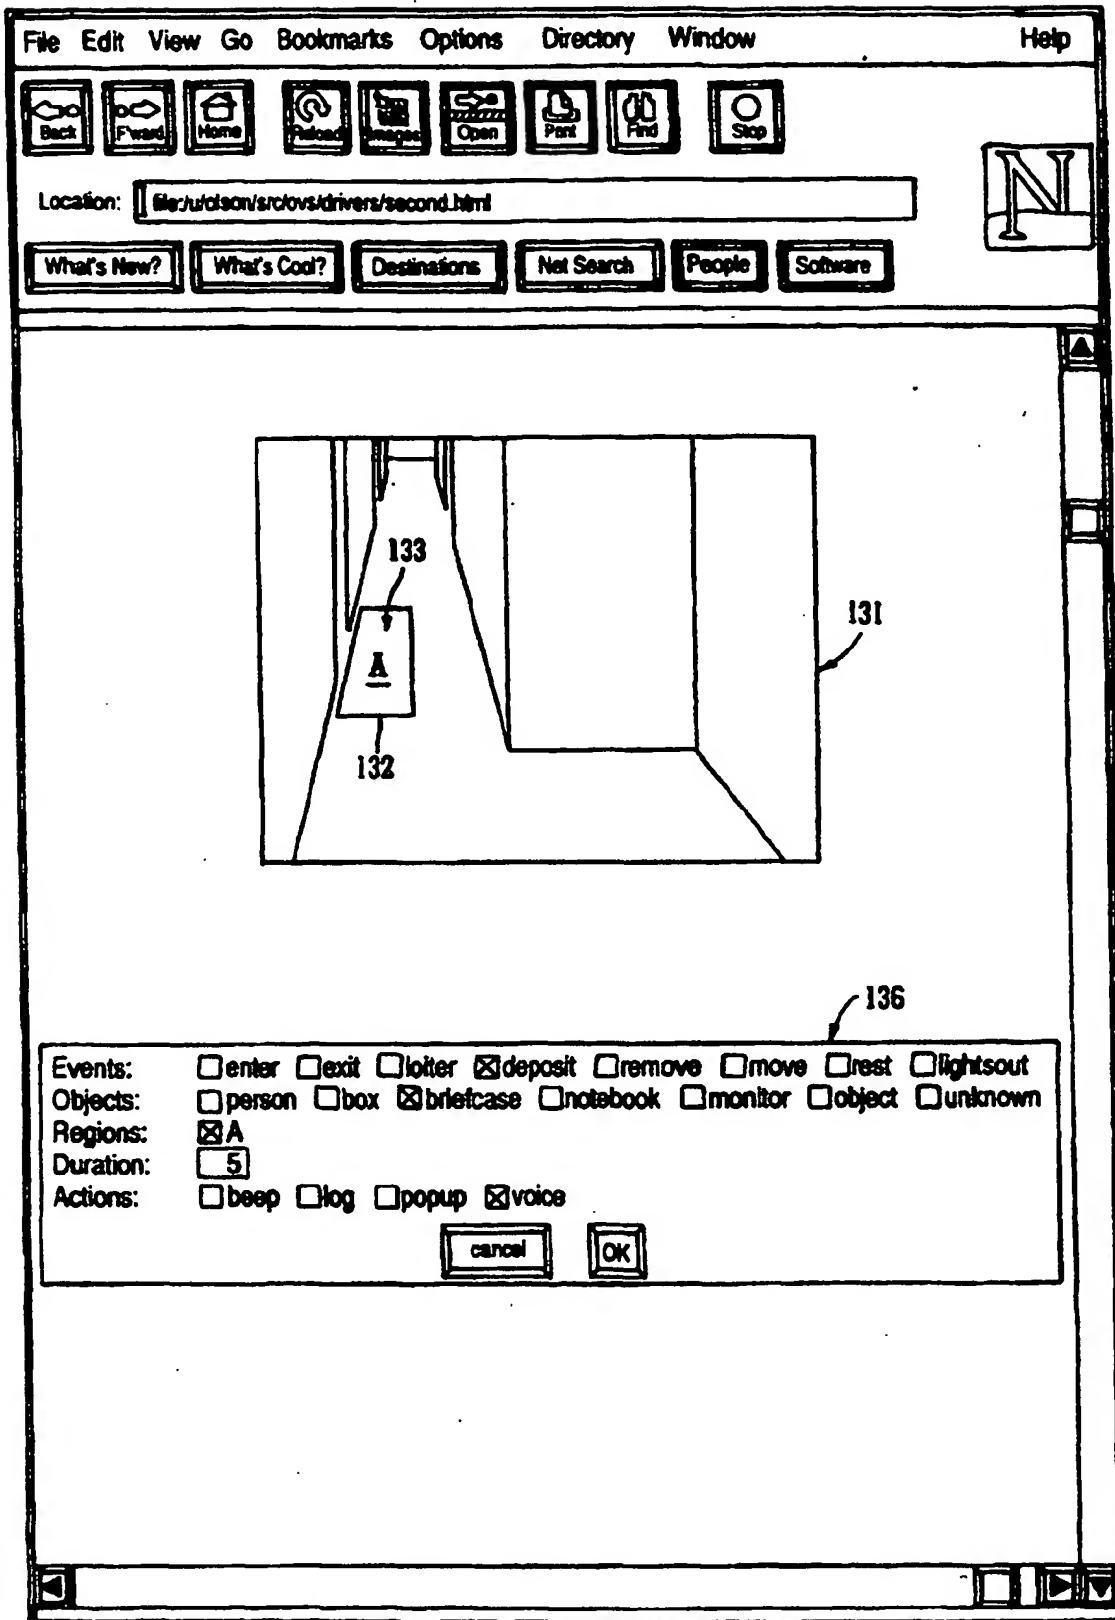 File Edit View Go Bookmarks Options Directory Window Help
Back F'ward Home Reload Images Open Print Find Stop
N
Location: file:/u/olson/src/ovs/drivers/second.html
What's New? What's Cool? Destinations Net Search People Software
133
131
A
132
136
Events: enter exit loiter deposit remove move rest lightsout
Objects: person box briefcase notebook monitor object unknown
Regions: A
Duration: 5
Actions: beep log popup voice
cancel OK